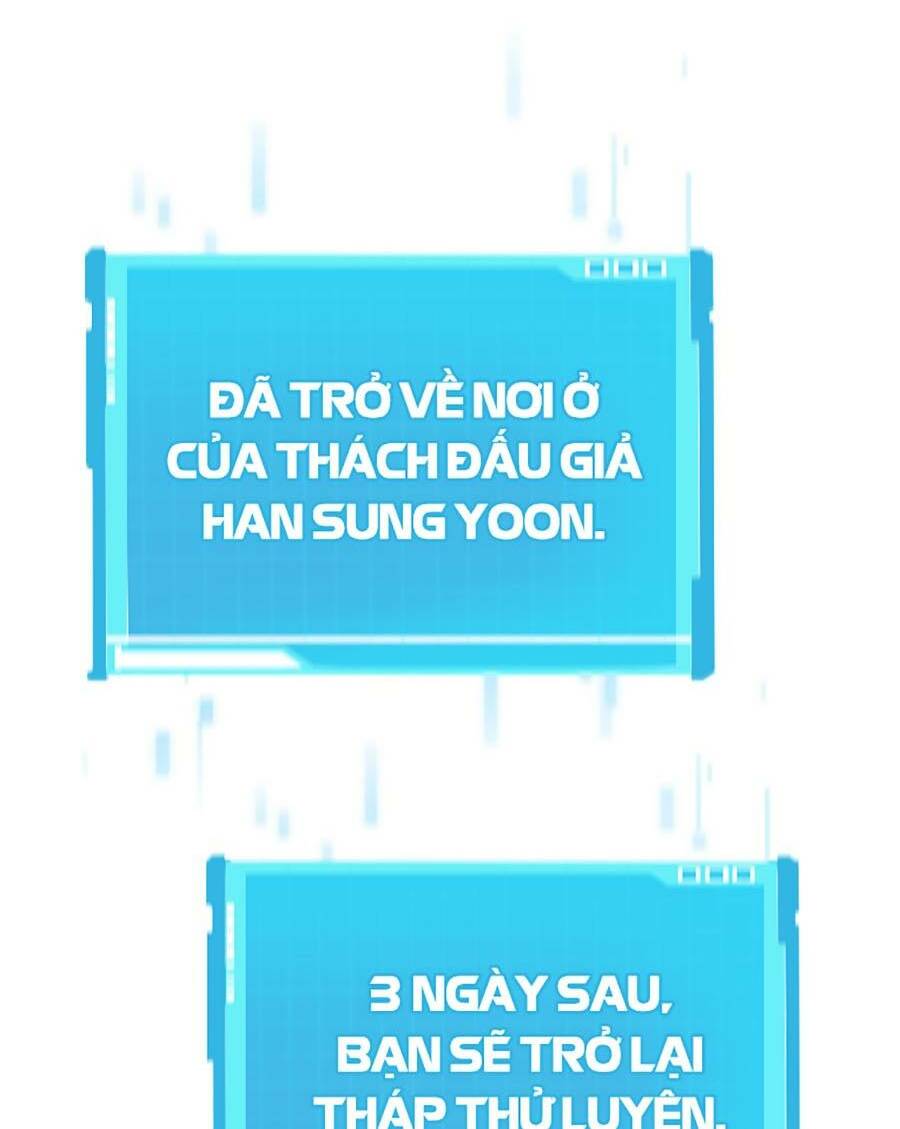 ĐÃ TRỞ VỀ NƠI Ở
CỦA THÁCH ĐẤU GIẢ
HAN SUNG YOON.
3 NGÀY SAU,
BẠN SẼ TRỞ LẠI
THÁP THỬ LUYỆN.